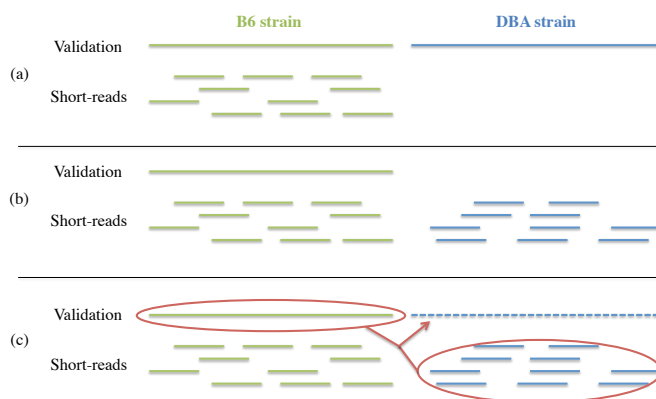 B6 strain DBA strain
Validation
(a)
Short-reads
Validation
(b)
Short-reads
Validation
(c)
Short-reads